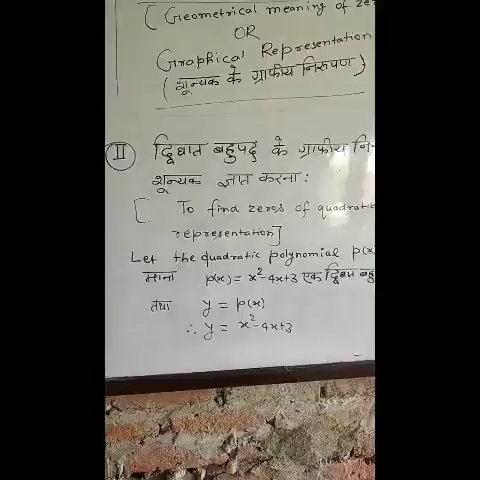 [ Geometrical meaning of
OR
Graphical Representation
( शून्यक के ग्राफीय निरूपण )
II द्विघात बहुपद के ग्राफीय
शून्यक ज्ञात करना :
[ To find zeros of
representation]
Let the quadratic polynomial
माना p(x) = x²-4x+3 एक द्विघात
तथा y = p(x)
∴ y = x²-4x+3